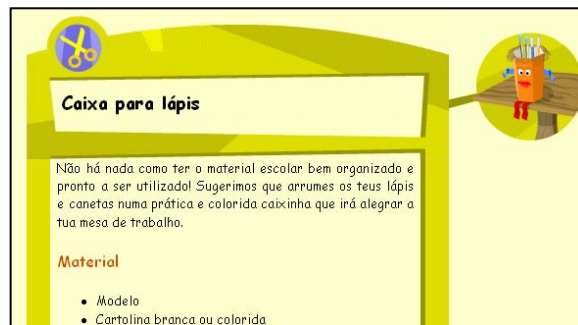 Caixa para lápis
Não há nada como ter o material escolar bem organizado e
pronto a ser utilizado! Sugerimos que arrumes os teus lápis
e canetas numa prática e colorida caixinha que irá alegrar a
tua mesa de trabalho.
Material
• Modelo
• Cartolina branca ou colorida